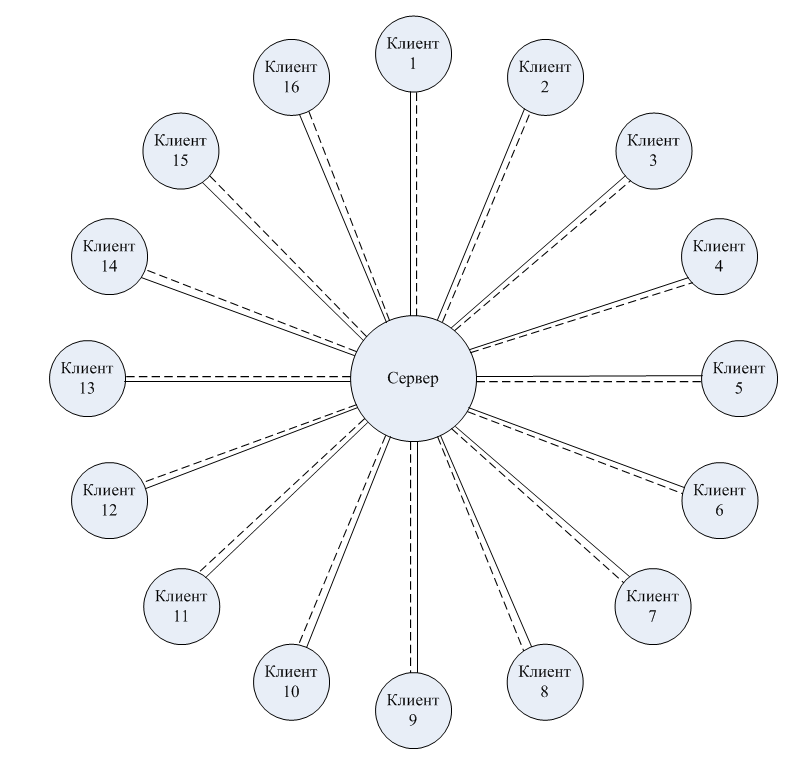 Клиент
1
Клиент
2
Клиент
3
Клиент
4
Клиент
5
Клиент
6
Клиент
7
Клиент
8
Клиент
9
Клиент
10
Клиент
11
Клиент
12
Клиент
13
Клиент
14
Клиент
15
Клиент
16
Сервер